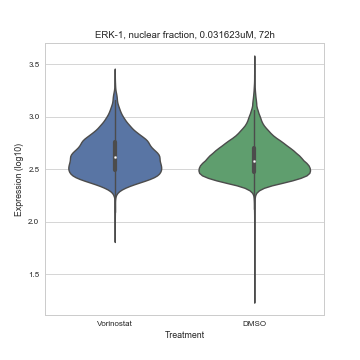 ERK-1, nuclear fraction, 0.031623uM, 72h
3.5
3.0
2.5
2.0
1.5
Expression (log10)
Vorinostat
DMSO
Treatment